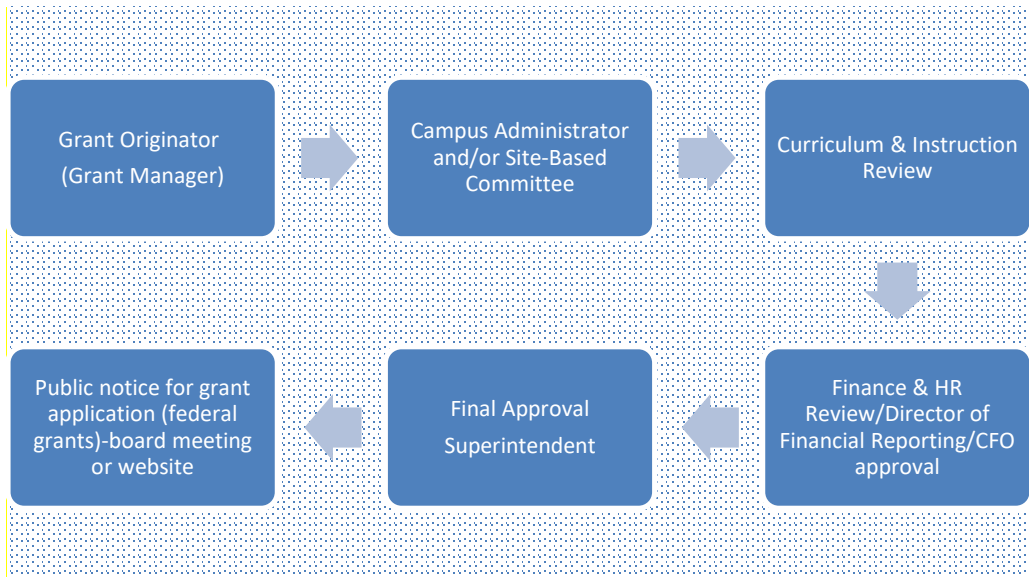 Grant Originator
(Grant Manager)
Campus Administrator
and/or Site-Based
Committee
Curriculum & Instruction
Review
Finance & HR
Review/Director of
Financial Reporting/CFO
approval
Final Approval
Superintendent
Public notice for grant
application (federal
grants)-board meeting
or website